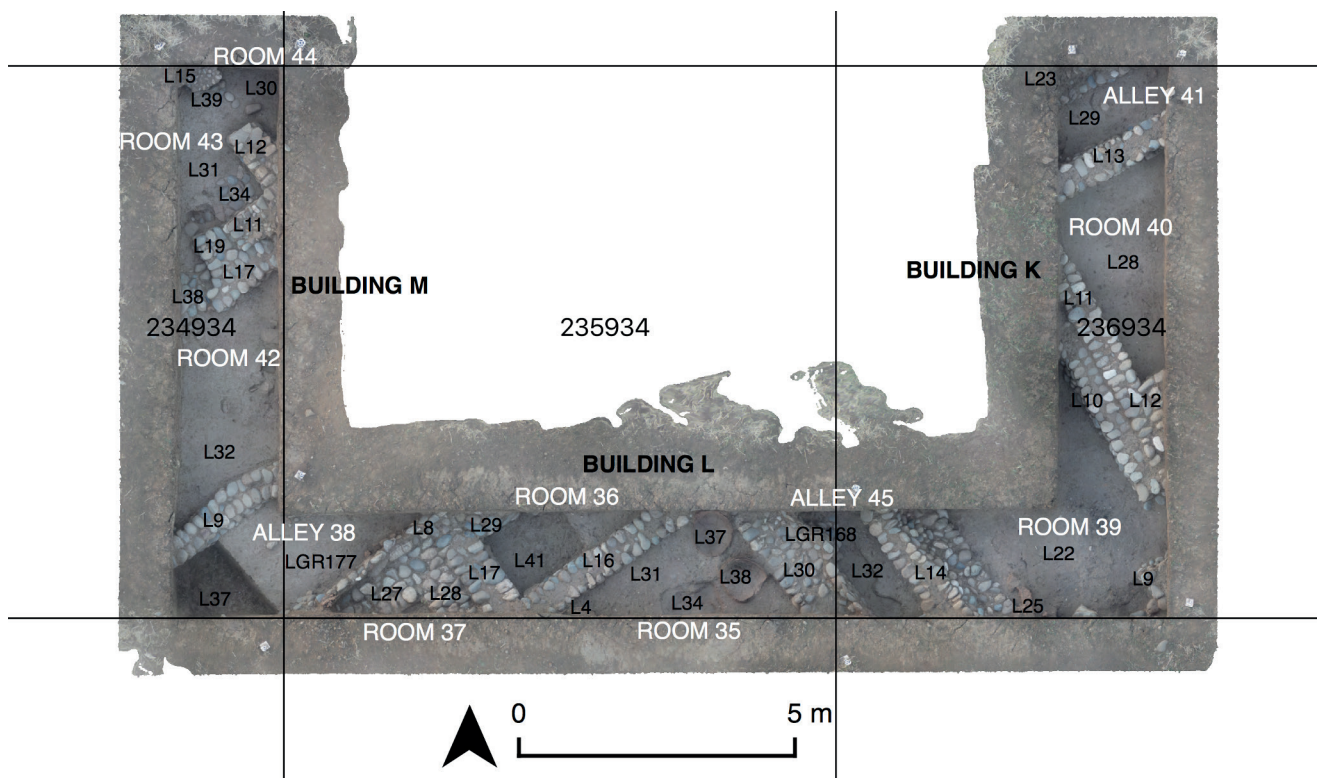 ROOM 44
L15
L30
L39
L23
ALLEY 41
L29
ROOM 43
L12
L13
L31
L34
L11
ROOM 40
L19
L17
L28
BUILDING M
BUILDING K
L38
L11
234934
235934
236934
ROOM 42
L10
L12
L32
BUILDING L
ROOM 36
ALLEY 45
L9
ALLEY 38
L8
L29
L37
LGR168
ROOM 39
LGR177
L41
L16
L22
L17
L31
L38
L30
L32
L14
L9
L37
L27
L28
L4
L34
L25
ROOM 37
ROOM 35
0
5 m